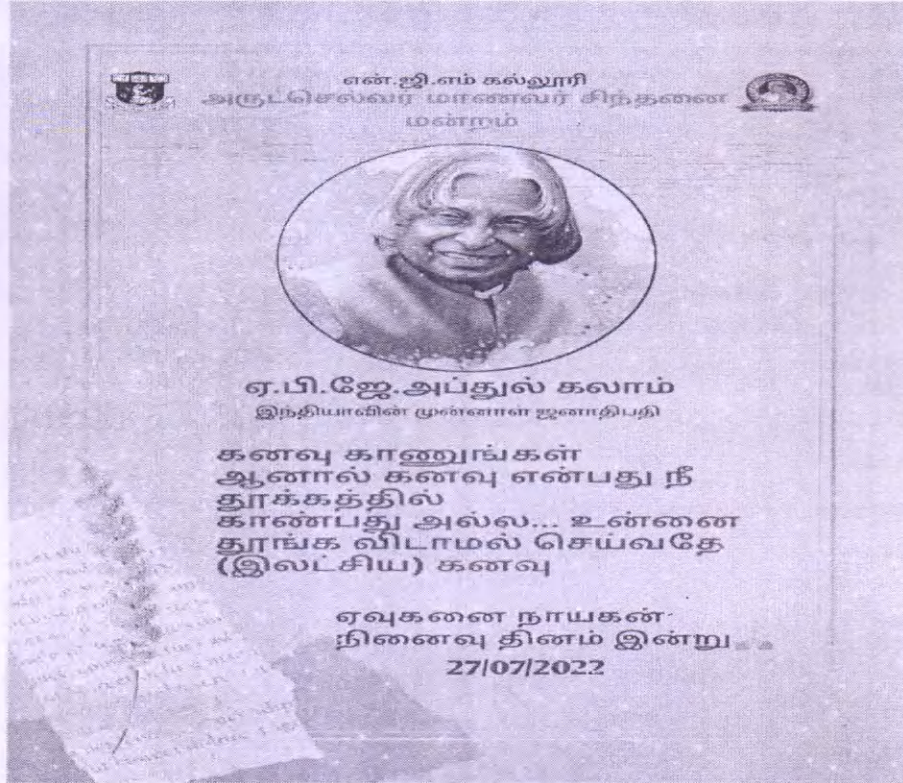 என்.ஜி.எம் கல்லூரி
அருட்செல்வர் மாணவர் சிந்தனை
மன்றம்
ஏ.பி.ஜே.அப்துல் கலாம்
இந்தியாவின் முன்னாள் ஜனாதிபதி
கனவு காணுங்கள்
ஆனால் கனவு என்பது நீ
தூக்கத்தில்
காண்பது அல்ல... உன்னை
தூங்க விடாமல் செய்வதே
(இலட்சிய) கனவு
ஏவுகனை நாயகன்
நினைவு தினம் இன்று
27/07/2022